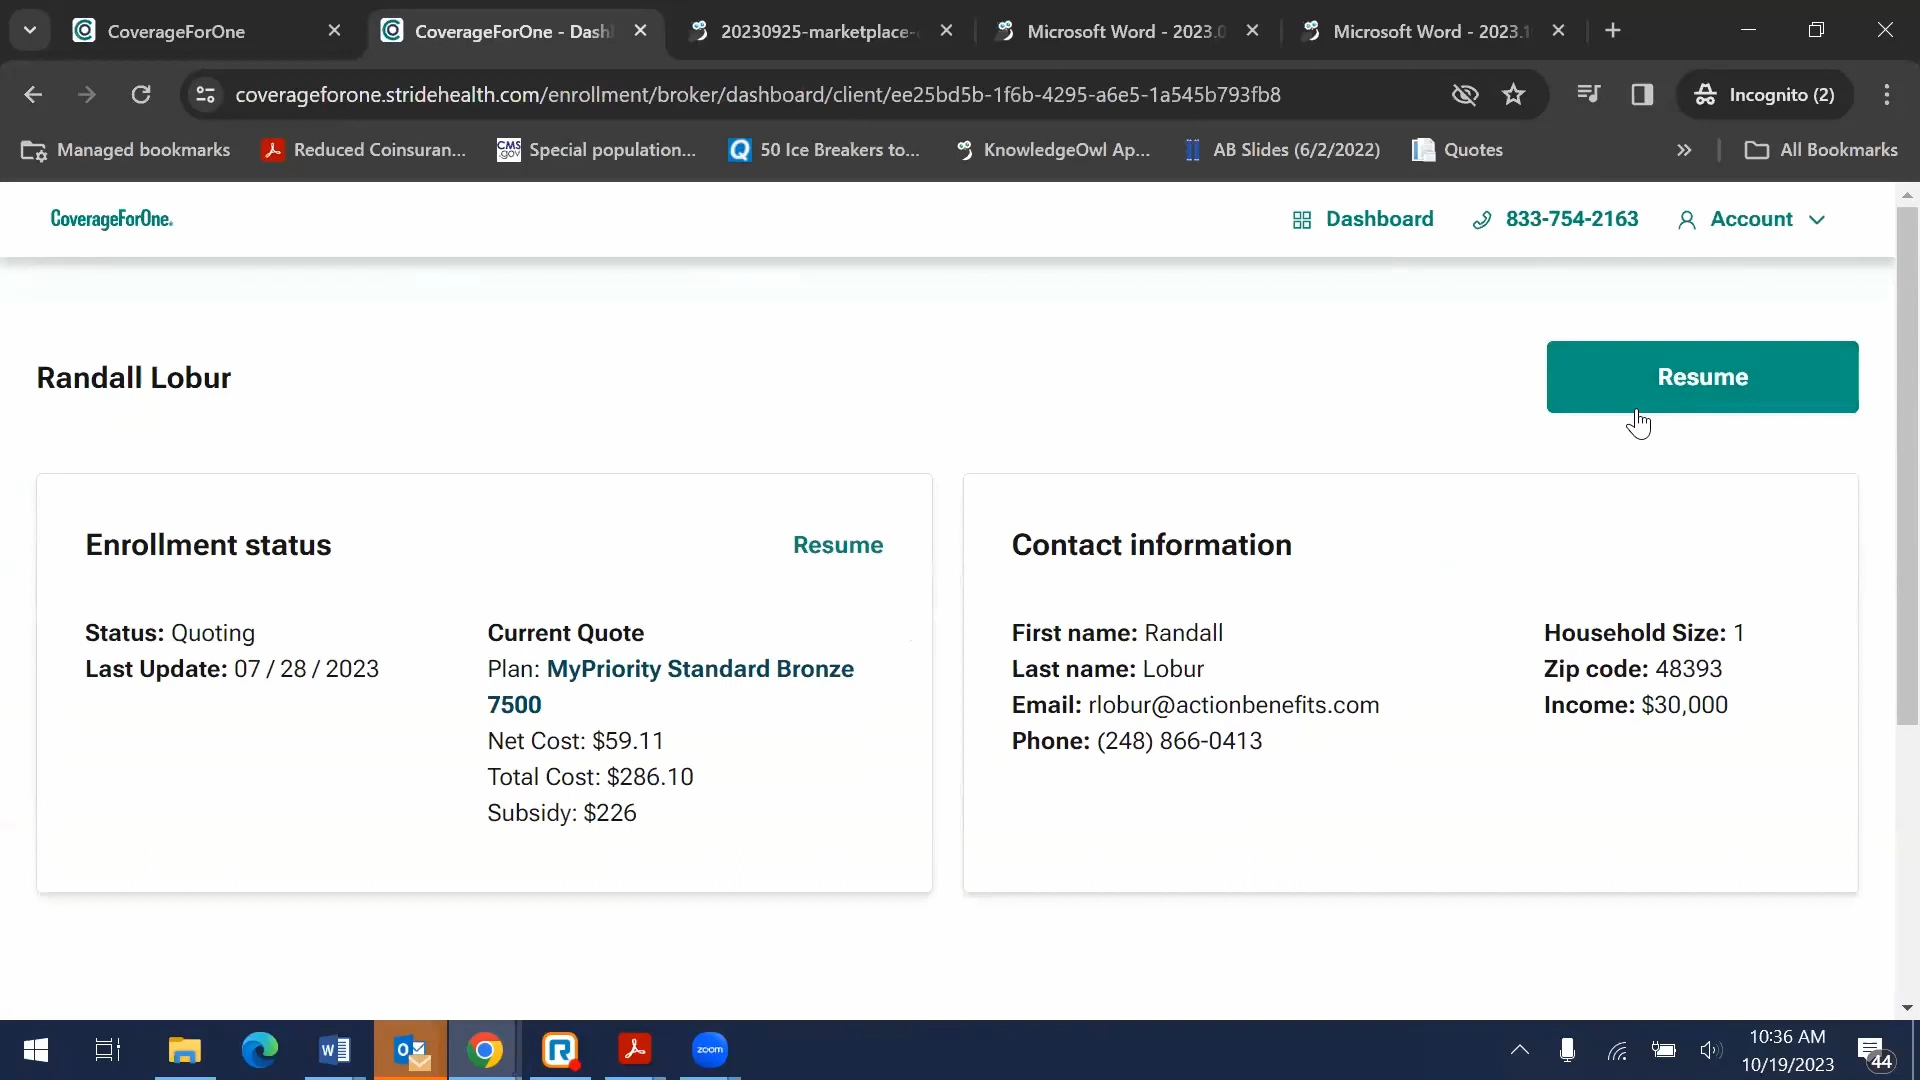 CoverageForOne
CoverageForOne - Dash
20230925-marketplace-
Microsoft Word - 2023.0
Microsoft Word - 2023.1
coverageforone.stridehealth.com/enrollment/broker/dashboard/client/ee25bd5b-1f6b-4295-a6e5-1a545b793fb8
Incognito (2)
Managed bookmarks
Reduced Coinsuran...
CMS.gov
Special population...
50 Ice Breakers to...
KnowledgeOwl Ap...
AB Slides (6/2/2022)
Quotes
All Bookmarks
CoverageForOne.
Dashboard
833-754-2163
Account
Randall Lobur
Resume
Enrollment status
Resume
Status: Quoting
Last Update: 07 / 28 / 2023
Current Quote
Plan: MyPriority Standard Bronze
7500
Net Cost: $59.11
Total Cost: $286.10
Subsidy: $226
Contact information
First name: Randall
Last name: Lobur
Email: rlobur@actionbenefits.com
Phone: (248) 866-0413
Household Size: 1
Zip code: 48393
Income: $30,000
zoom
10:36 AM
10/19/2023
44